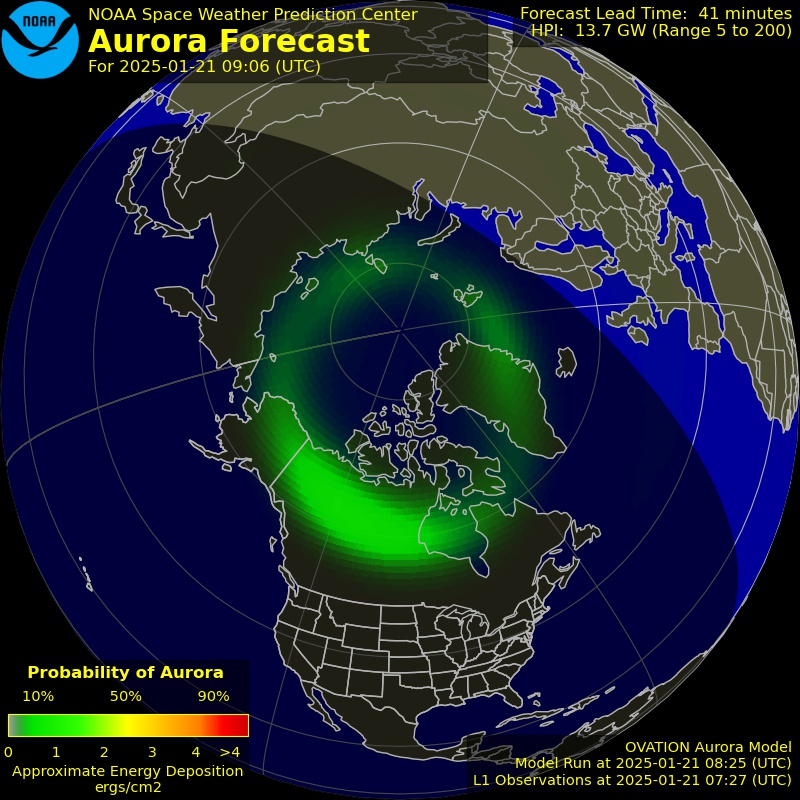 NOAA
NOAA Space Weather Prediction Center
Aurora Forecast
For 2025-01-21 09:06 (UTC)
Forecast Lead Time: 41 minutes
HPI: 13.7 GW (Range 5 to 200)
Probability of Aurora
10% 50% 90%
0 1 2 3 4 >4
Approximate Energy Deposition
ergs/cm2
OVATION Aurora Model
Model Run at 2025-01-21 08:25 (UTC)
L1 Observations at 2025-01-21 07:27 (UTC)